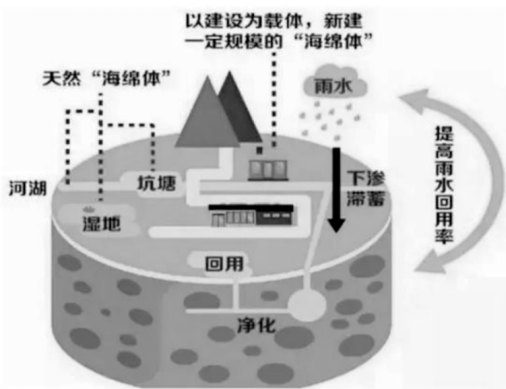 以建设为载体，新建
一定规模的“海绵体”
天然“海绵体”
雨水
提高雨水回用率
河湖
坑塘
下渗
滞蓄
湿地
回用
净化